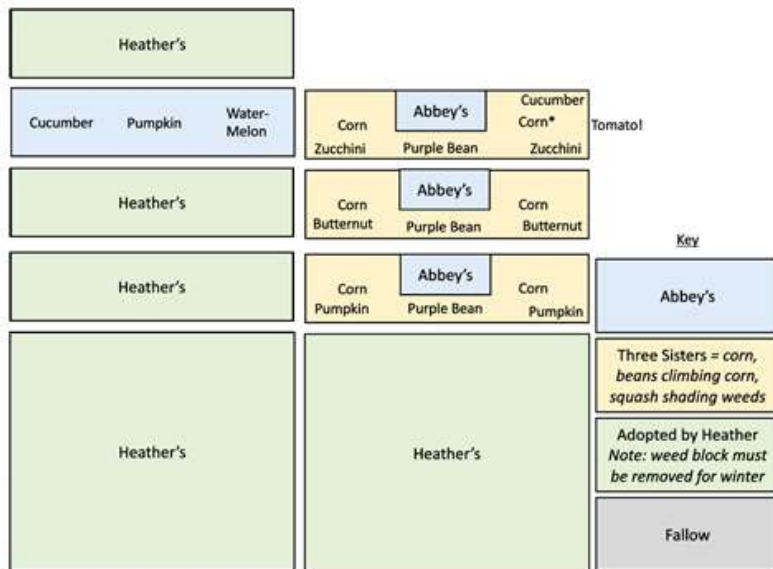 Heather's
Cucumber Pumpkin Water-
Melon
Corn Abbey's Cucumber
Corn* Tomato!
Zucchini Purple Bean Zucchini
Heather's
Abbey's
Corn Corn
Butternut Purple Bean Butternut
Heather's
Abbey's
Corn Corn
Pumpkin Purple Bean Pumpkin
Heather's
Heather's
Key
Abbey's
Three Sisters = corn,
beans climbing corn,
squash shading weeds
Adopted by Heather
Note: weed block must
be removed for winter
Fallow